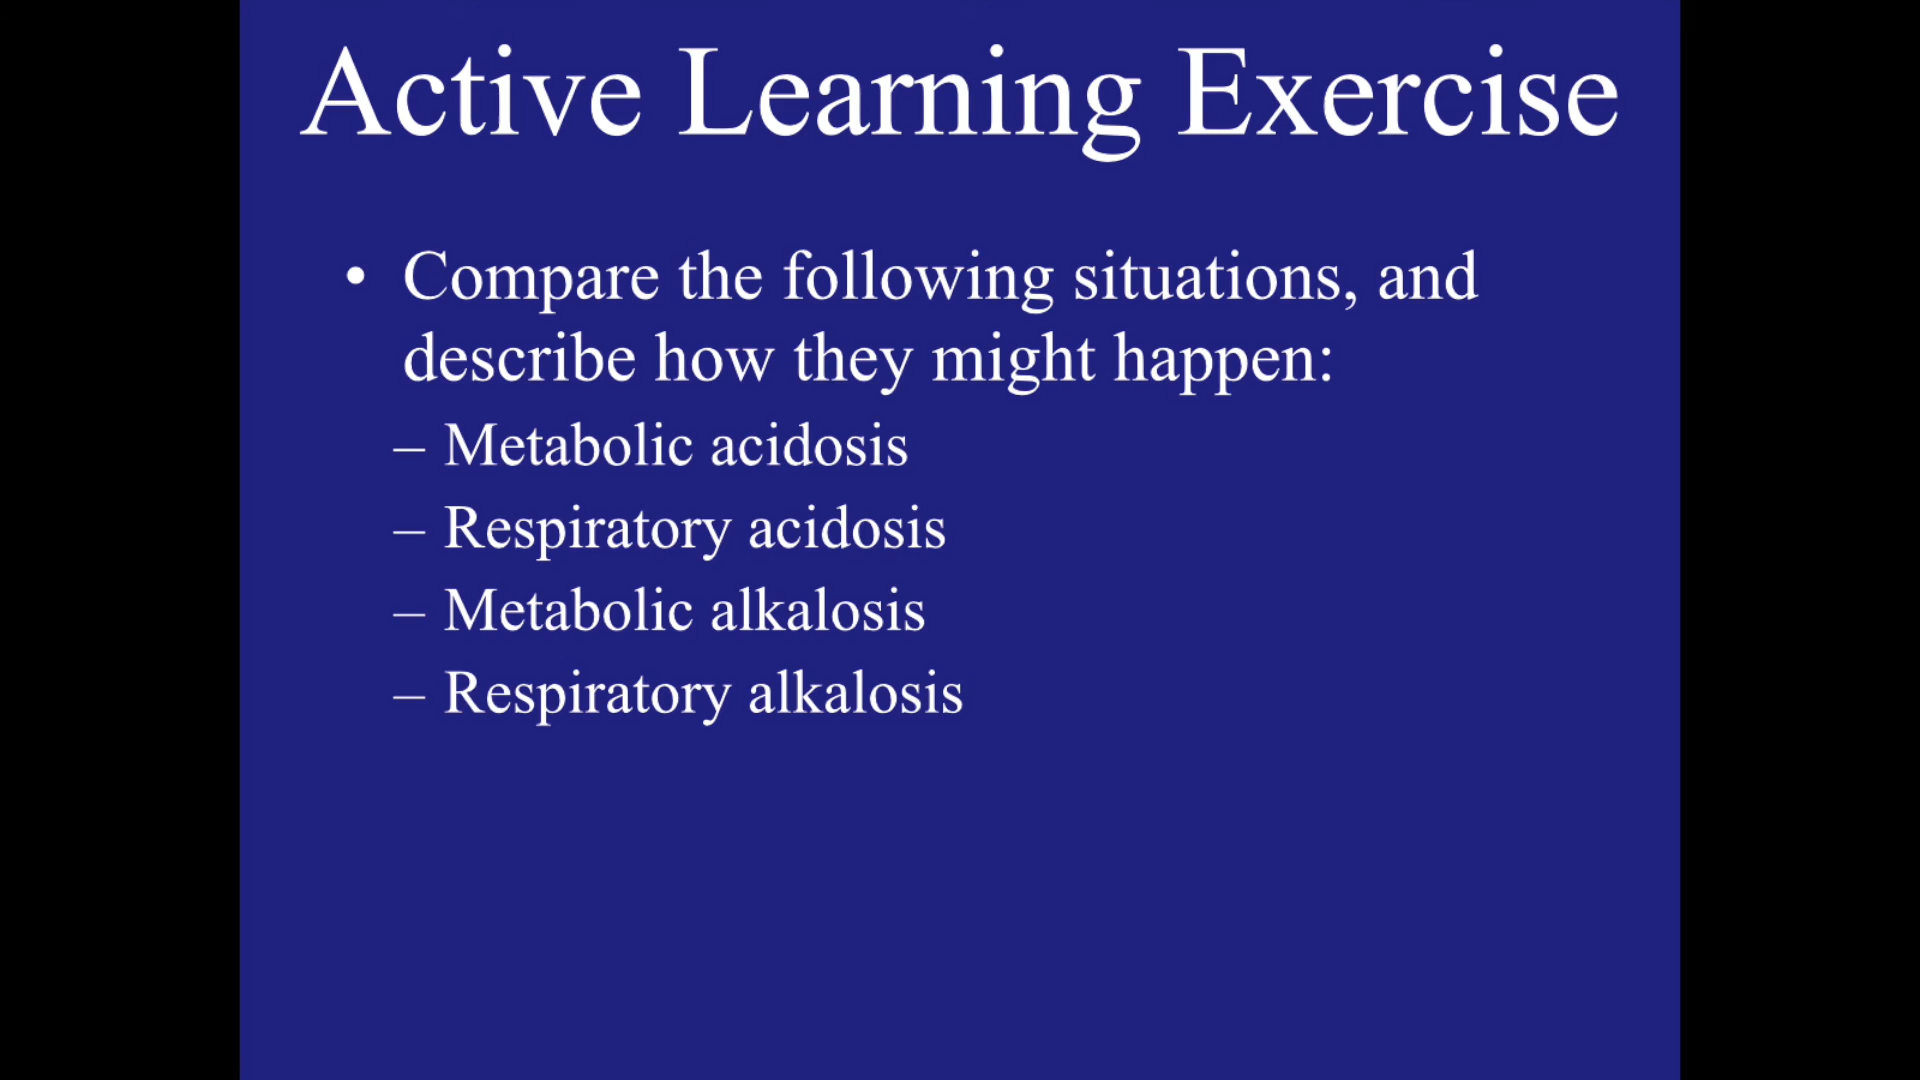 Active Learning Exercise
• Compare the following situations, and
describe how they might happen:
– Metabolic acidosis
– Respiratory acidosis
– Metabolic alkalosis
– Respiratory alkalosis